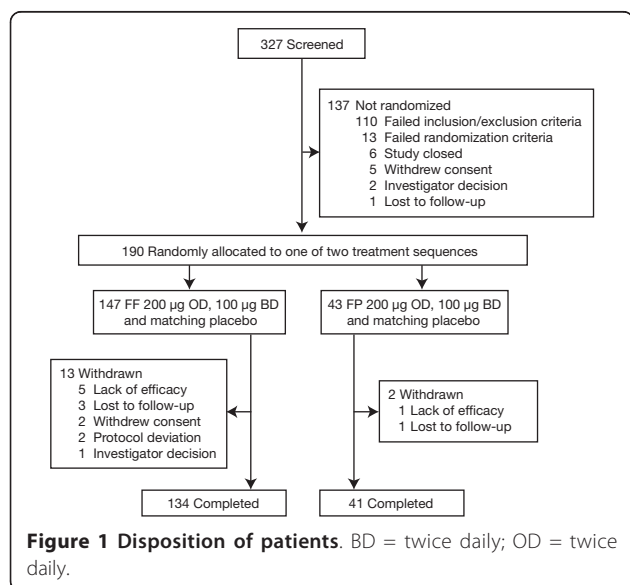 327 Screened
137 Not randomized
110 Failed inclusion/exclusion criteria
13 Failed randomization criteria
6 Study closed
5 Withdrew consent
2 Investigator decision
1 Lost to follow-up
190 Randomly allocated to one of two treatment sequences
147 FF 200 µg OD, 100 µg BD
and matching placebo
43 FP 200 µg OD, 100 µg BD
and matching placebo
13 Withdrawn
5 Lack of efficacy
3 Lost to follow-up
2 Withdrew consent
2 Protocol deviation
1 Investigator decision
2 Withdrawn
1 Lack of efficacy
1 Lost to follow-up
134 Completed
41 Completed
Figure 1 Disposition of patients. BD = twice daily; OD = twice
daily.